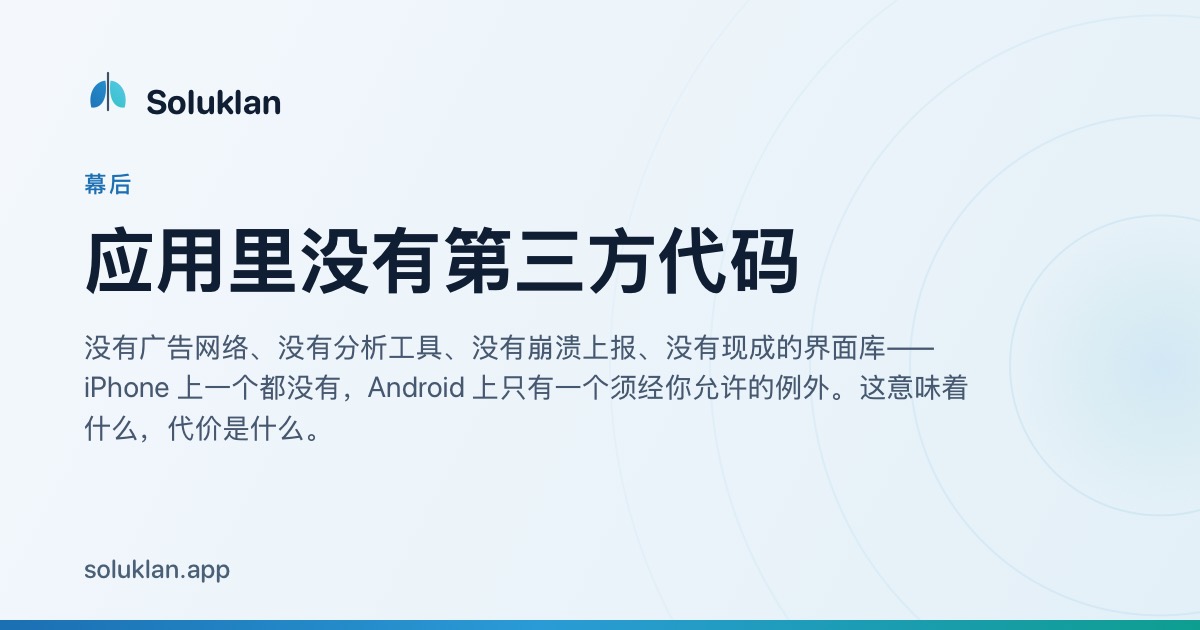 Soluklan
幕后
应用里没有第三方代码
没有广告网络、没有分析工具、没有崩溃上报、没有现成的界面库——
iPhone 上一个都没有，Android 上只有一个须经你允许的例外。这意味着
什么，代价是什么。
soluklan.app